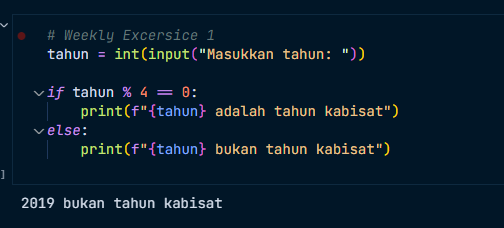 # Weekly Excersice 1
tahun = int(input("Masukkan tahun: "))
if tahun % 4 == 0:
print(f"{tahun} adalah tahun kabisat")
else:
print(f"{tahun} bukan tahun kabisat")
]
2019 bukan tahun kabisat